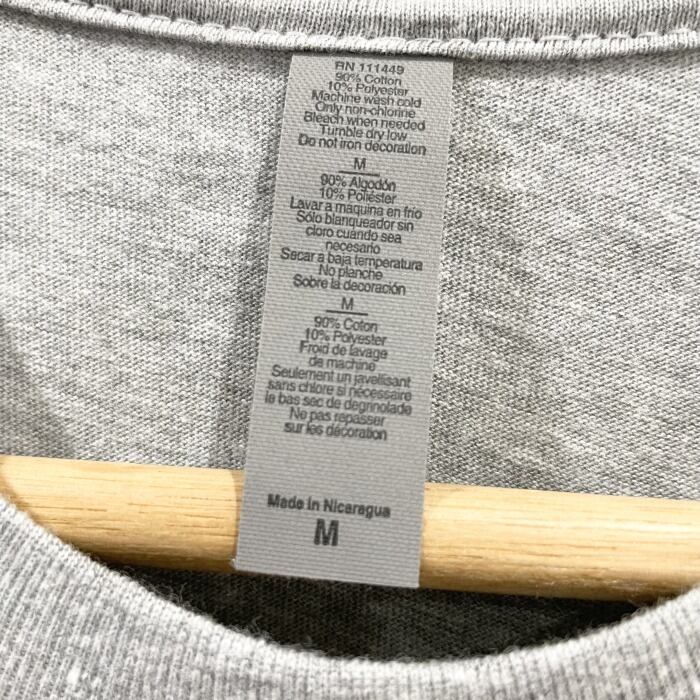 RN 111449
90% Cotton
10% Polyester
Machine wash cold
Only non-chlorine
Bleach when needed
Tumble dry low
Do not iron decoration
M
90% Algodón
10% Poliéster
Lavar a maquina en frio
Sólo blanqueador sin
cloro cuando sea
necesario
Secar a baja temperatura
No planche
Sobre la decoración
M
90% Coton
10% Polyester
Froid de lavage
de machine
Seulement un javellisant
sans chlore si nécessaire
le bas sec de degrinolade
Ne pas repasser
sur les décoration
Made in Nicaragua
M